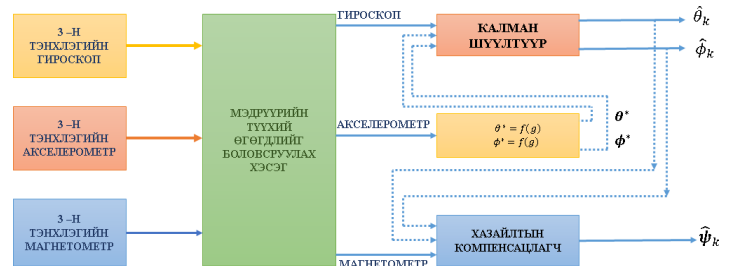 3 –Н
ТЭНХЛЭГИЙН
ГИРОСКОП
3 –Н
ТЭНХЛЭГИЙН
АКСЕЛЕРОМЕТР
3 –Н
ТЭНХЛЭГИЙН
МАГНЕТОМЕТР
МЭДРҮҮРИЙН
ТҮҮХИЙ
ӨГӨГДЛИЙГ
БОЛОВСРУУЛАХ
ХЭСЭГ
ГИРОСКОП
АКСЕЛЕРОМЕТР
МАГНЕТОМЕТР
КАЛМАН
ШҮҮЛТҮҮР
θ* = f(g)
ϕ* = f(g)
θ*
ϕ*
ХАЗАЙЛТЫН
КОМПЕНСАЦЛАГЧ
θ̂ₖ
ϕ̂ₖ
ψ̂ₖ